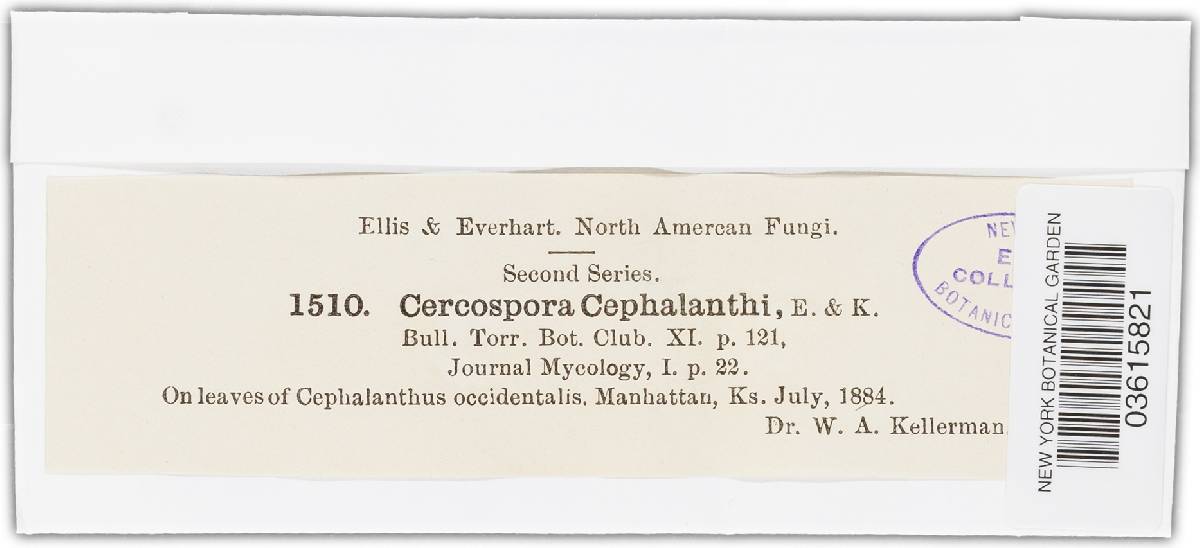 Ellis & Everhart. North Amercan Fungi.
Second Series.
1510. Cercospora Cephalanthi, E. & K.
Bull. Torr. Bot. Club. XI. p. 121,
Journal Mycology, I. p. 22.
On leaves of Cephalanthus occidentalis. Manhattan, Ks. July, 1884.
Dr. W. A. Kellerman.
NEW YORK BOTANICAL GARDEN
03615821